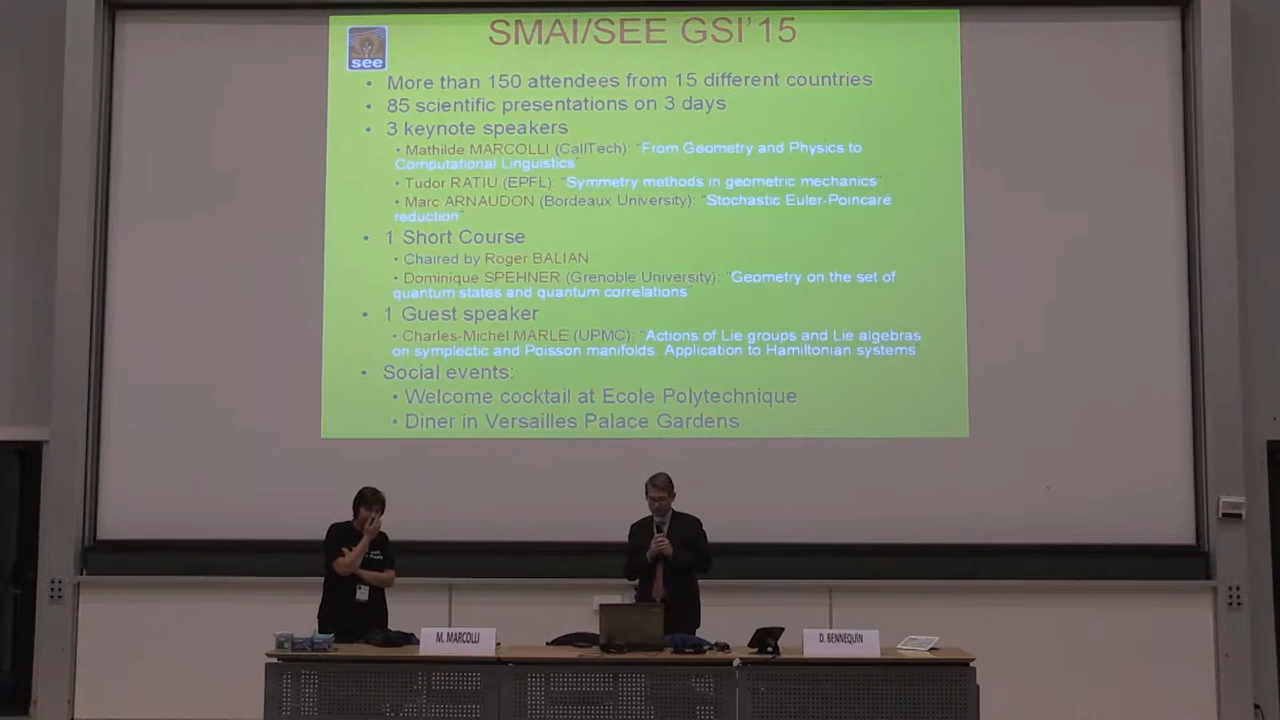 SMAI/SEE GSI'15
see
• More than 150 attendees from 15 different countries
• 85 scientific presentations on 3 days
• 3 keynote speakers
• Mathilde MARCOLLI (CallTech): "From Geometry and Physics to
Computational Linguistics"
• Tudor RATIU (EPFL): "Symmetry methods in geometric mechanics"
• Marc ARNAUDON (Bordeaux University): "Stochastic Euler-Poincaré
reduction"
• 1 Short Course
• Chaired by Roger BALIAN
• Dominique SPEHNER (Grenoble University): "Geometry on the set of
quantum states and quantum correlations"
• 1 Guest speaker
• Charles-Michel MARLE (UPMC): "Actions of Lie groups and Lie algebras
on symplectic and Poisson manifolds. Application to Hamiltonian systems"
• Social events:
• Welcome cocktail at Ecole Polytechnique
• Diner in Versailles Palace Gardens
M. MARCOLLI
D. BENNEQUIN